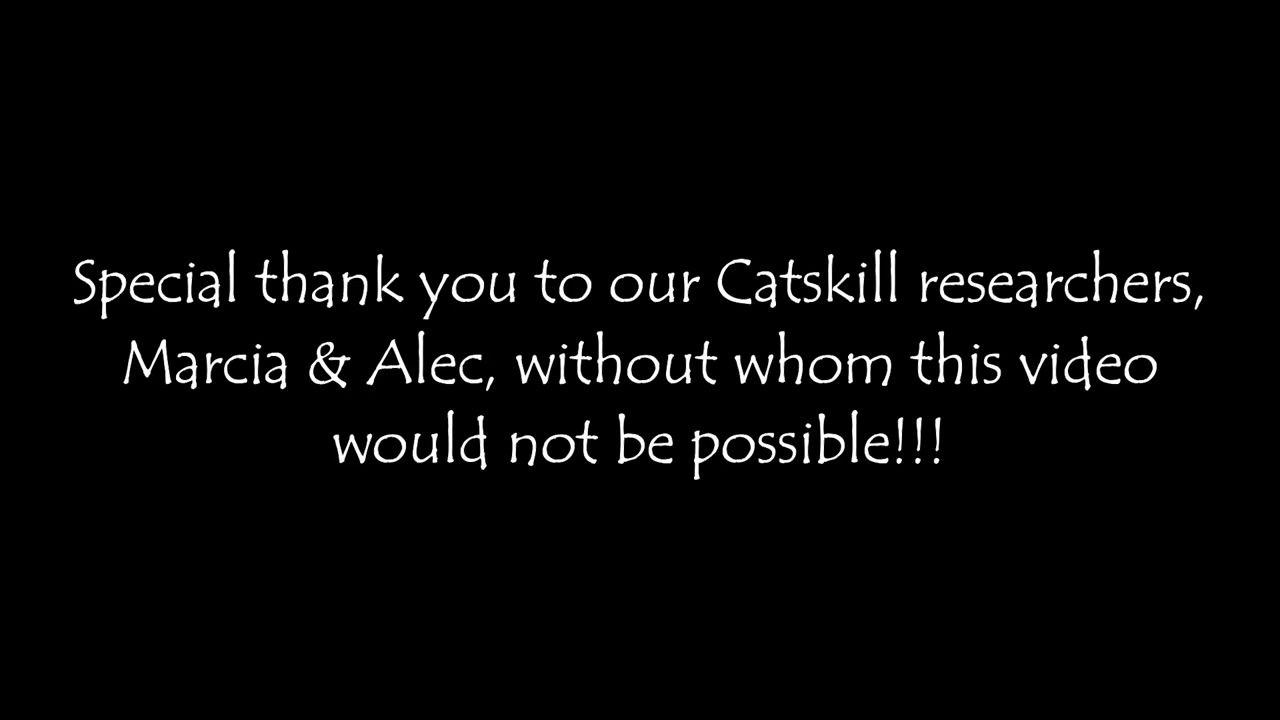 Special thank you to our Catskill researchers,
Marcia & Alec, without whom this video
would not be possible!!!